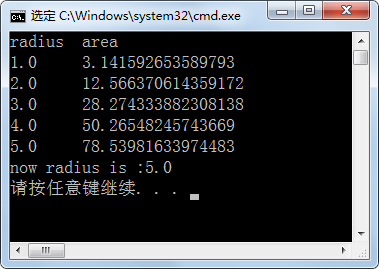 选定 C:\Windows\system32\cmd.exe
radius  area
1.0     3.141592653589793
2.0     12.566370614359172
3.0     28.274333882308138
4.0     50.26548245743669
5.0     78.53981633974483
now radius is :5.0
请按任意键继续. . .